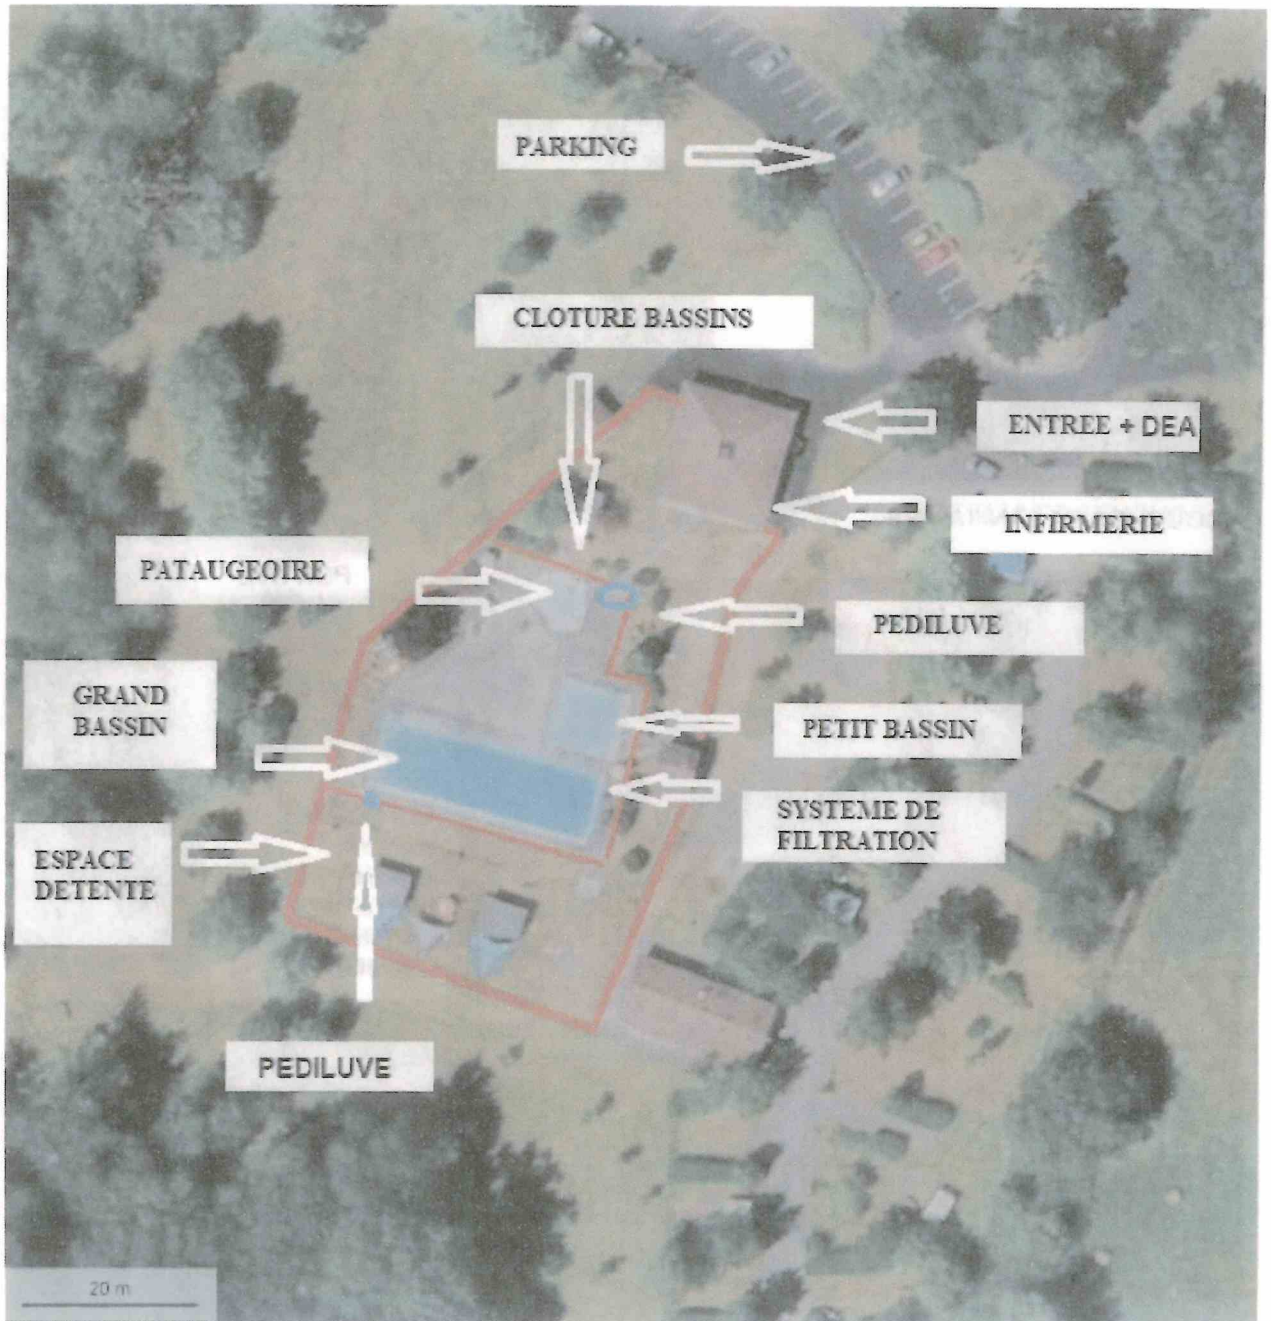 PARKING
CLOTURE BASSINS
ENTREE + DEA
INFIRMERIE
PATAUGEOIRE
PEDILUVE
GRAND
BASSIN
PETIT BASSIN
SYSTEME DE
FILTRATION
ESPACE
DETENTE
PEDILUVE
20 m